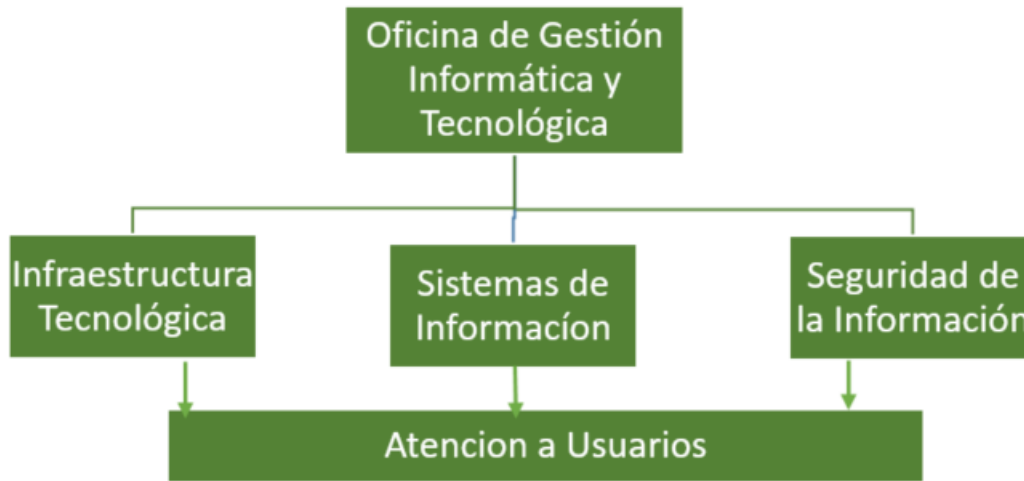 Oficina de Gestión
Informática y
Tecnológica
Infraestructura
Tecnológica
Sistemas de
Informacíon
Seguridad de
la Información
Atencion a Usuarios